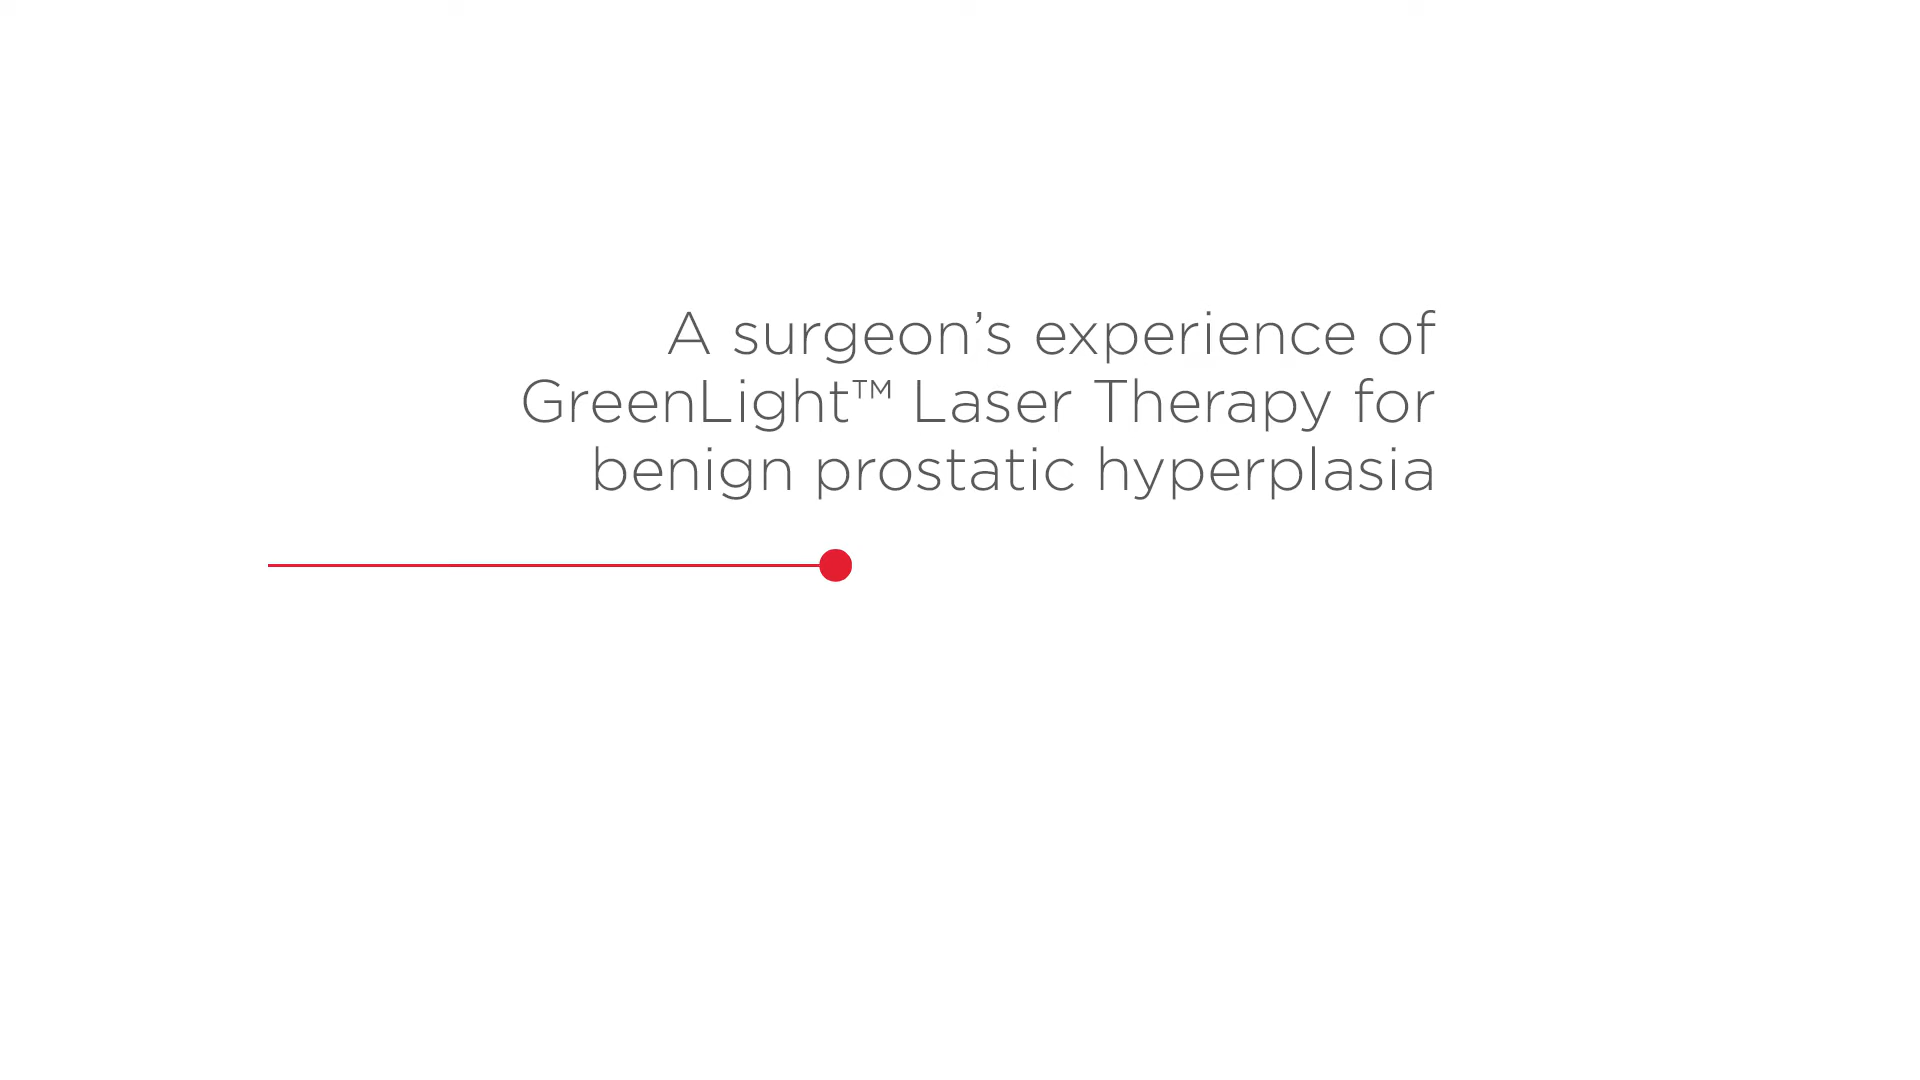 A surgeon’s experience of
GreenLight™ Laser Therapy for
benign prostatic hyperplasia